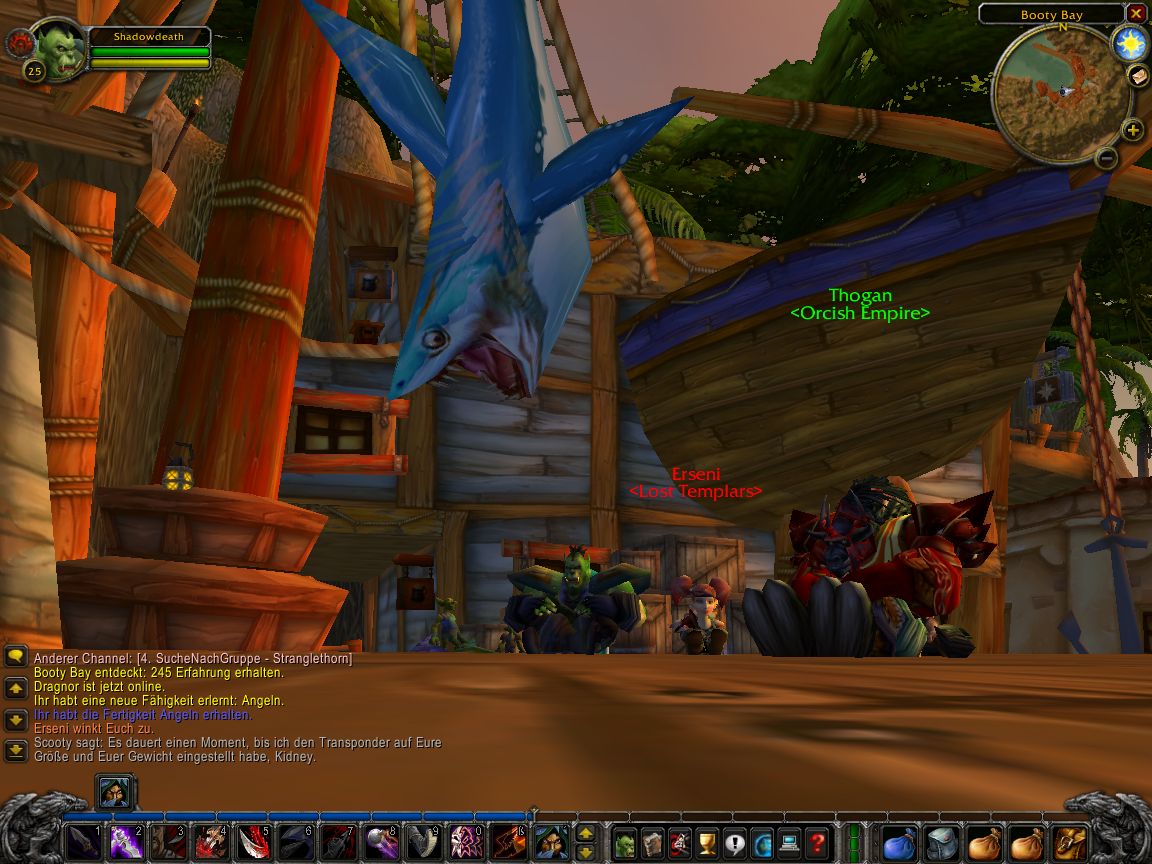 Shadowdeath
25
Booty Bay
N
Thogan
<Orcish Empire>
Erseni
<Lost Templars>
Anderer Channel: [4. SucheNachGruppe - Stranglethorn]
Booty Bay entdeckt: 245 Erfahrung erhalten.
Dragnor ist jetzt online.
Ihr habt eine neue Fähigkeit erlernt: Angeln.
Ihr habt die Fertigkeit Angeln erhalten.
Erseni winkt Euch zu.
Scooty sagt: Es dauert einen Moment, bis ich den Transponder auf Eure
Größe und Euer Gewicht eingestellt habe, Kidney.
1 2 3 4 5 6 7 8 9 0 ß